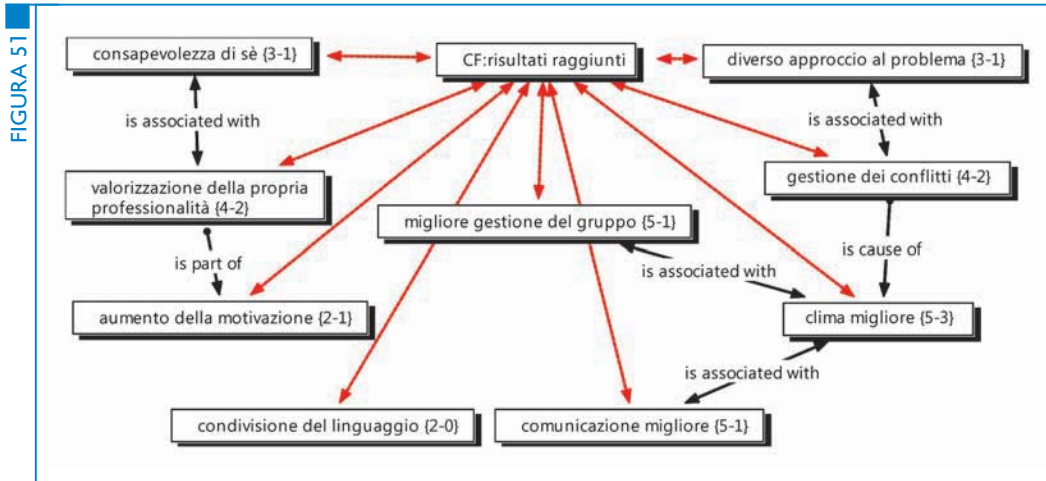 FIGURA 51
consapevolezza di sè {3-1}
CF:risultati raggiunti
diverso approccio al problema {3-1}
is associated with
is associated with
valorizzazione della propria
professionalità {4-2}
gestione dei conflitti {4-2}
migliore gestione del gruppo {5-1}
is part of
is cause of
is associated with
aumento della motivazione {2-1}
clima migliore {5-3}
is associated with
condivisione del linguaggio {2-0}
comunicazione migliore {5-1}